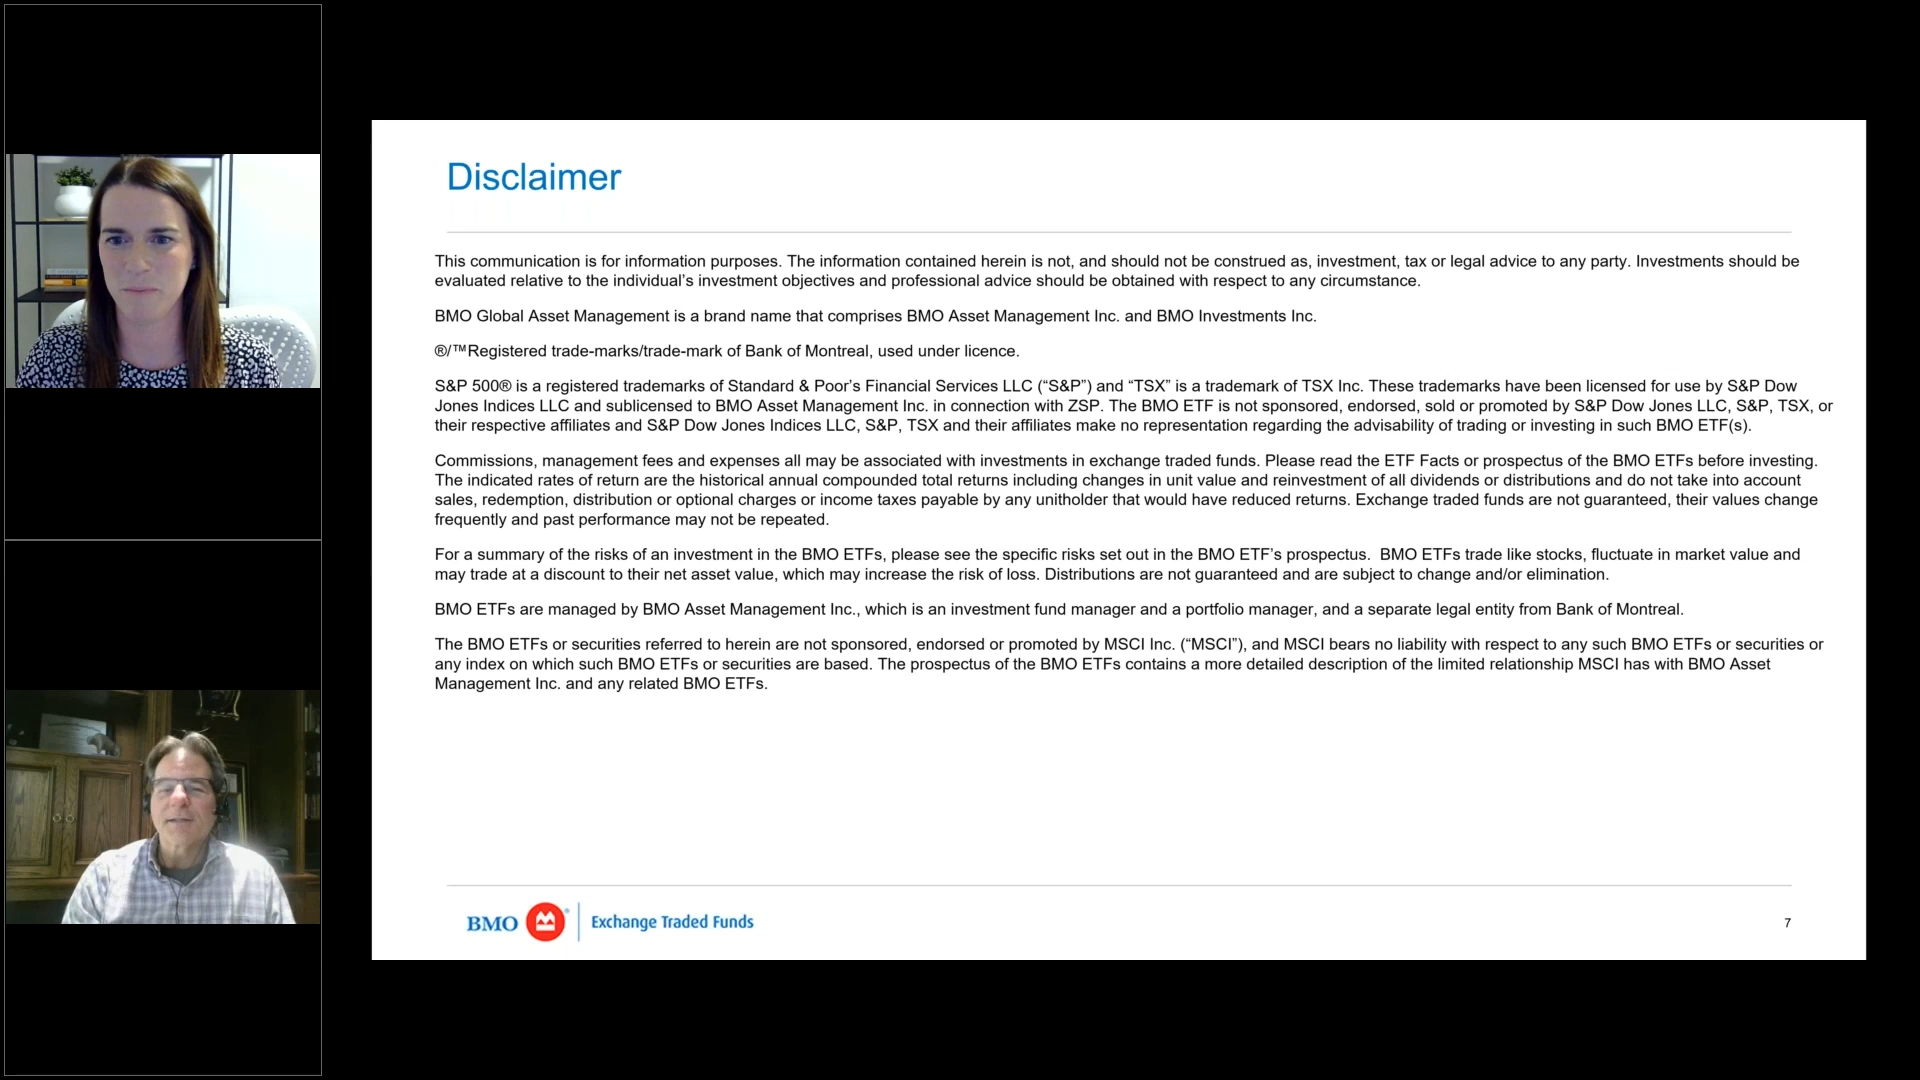 Disclaimer
This communication is for information purposes. The information contained herein is not, and should not be construed as, investment, tax or legal advice to any party. Investments should be
evaluated relative to the individual’s investment objectives and professional advice should be obtained with respect to any circumstance.
BMO Global Asset Management is a brand name that comprises BMO Asset Management Inc. and BMO Investments Inc.
®/™Registered trade-marks/trade-mark of Bank of Montreal, used under licence.
S&P 500® is a registered trademarks of Standard & Poor’s Financial Services LLC (“S&P”) and “TSX” is a trademark of TSX Inc. These trademarks have been licensed for use by S&P Dow
Jones Indices LLC and sublicensed to BMO Asset Management Inc. in connection with ZSP. The BMO ETF is not sponsored, endorsed, sold or promoted by S&P Dow Jones LLC, S&P, TSX, or
their respective affiliates and S&P Dow Jones Indices LLC, S&P, TSX and their affiliates make no representation regarding the advisability of trading or investing in such BMO ETF(s).
Commissions, management fees and expenses all may be associated with investments in exchange traded funds. Please read the ETF Facts or prospectus of the BMO ETFs before investing.
The indicated rates of return are the historical annual compounded total returns including changes in unit value and reinvestment of all dividends or distributions and do not take into account
sales, redemption, distribution or optional charges or income taxes payable by any unitholder that would have reduced returns. Exchange traded funds are not guaranteed, their values change
frequently and past performance may not be repeated.
For a summary of the risks of an investment in the BMO ETFs, please see the specific risks set out in the BMO ETF’s prospectus.  BMO ETFs trade like stocks, fluctuate in market value and
may trade at a discount to their net asset value, which may increase the risk of loss. Distributions are not guaranteed and are subject to change and/or elimination.
BMO ETFs are managed by BMO Asset Management Inc., which is an investment fund manager and a portfolio manager, and a separate legal entity from Bank of Montreal.
The BMO ETFs or securities referred to herein are not sponsored, endorsed or promoted by MSCI Inc. (“MSCI”), and MSCI bears no liability with respect to any such BMO ETFs or securities or
any index on which such BMO ETFs or securities are based. The prospectus of the BMO ETFs contains a more detailed description of the limited relationship MSCI has with BMO Asset
Management Inc. and any related BMO ETFs.
BMO ® Exchange Traded Funds
7